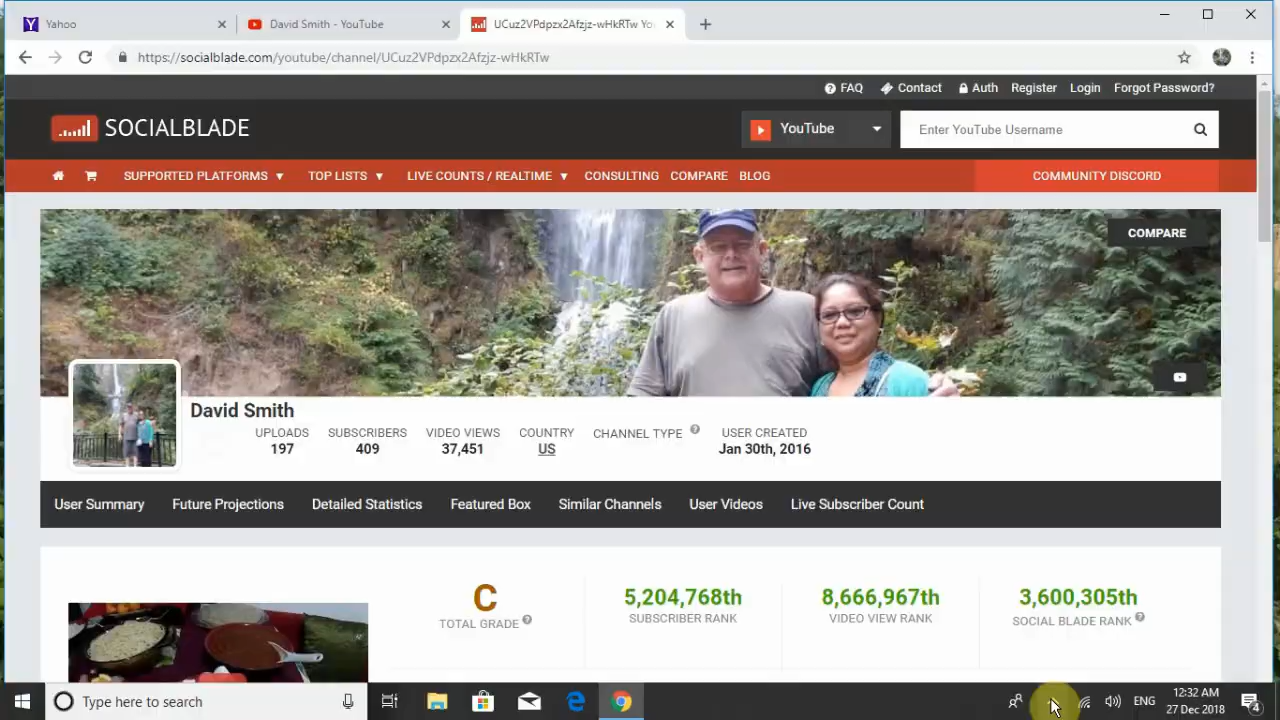 Yahoo
David Smith - YouTube
UCuz2VPdpzx2Afzjz-wHkRTw Yo
https://socialblade.com/youtube/channel/UCuz2VPdpzx2Afzjz-wHkRTw
FAQ Contact Auth Register Login Forgot Password?
SOCIALBLADE
YouTube
Enter YouTube Username
SUPPORTED PLATFORMS TOP LISTS LIVE COUNTS / REALTIME CONSULTING COMPARE BLOG
COMMUNITY DISCORD
COMPARE
David Smith
UPLOADS SUBSCRIBERS VIDEO VIEWS COUNTRY CHANNEL TYPE USER CREATED
197 409 37,451 US Jan 30th, 2016
User Summary Future Projections Detailed Statistics Featured Box Similar Channels User Videos Live Subscriber Count
C 5,204,768th 8,666,967th 3,600,305th
TOTAL GRADE SUBSCRIBER RANK VIDEO VIEW RANK SOCIAL BLADE RANK
Type here to search
ENG
12:32 AM
27 Dec 2018
4